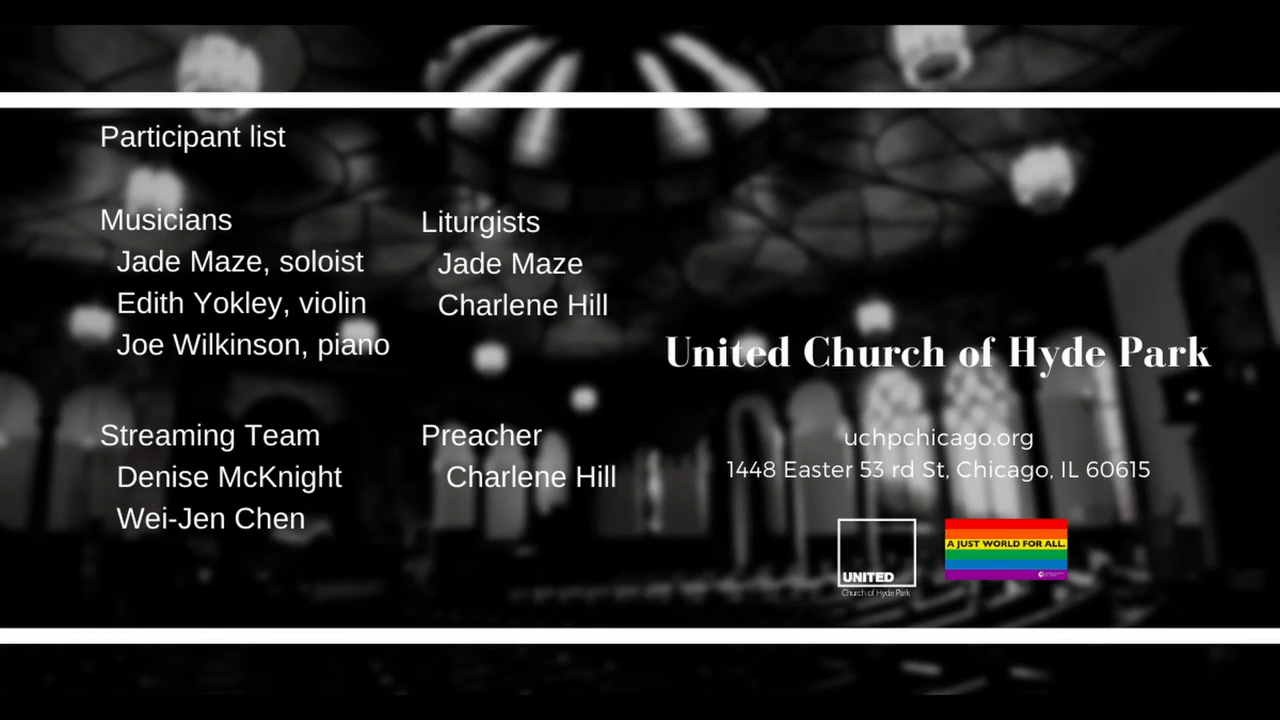 Participant list
Musicians
Jade Maze, soloist
Edith Yokley, violin
Joe Wilkinson, piano
Liturgists
Jade Maze
Charlene Hill
Streaming Team
Denise McKnight
Wei-Jen Chen
Preacher
Charlene Hill
United Church of Hyde Park
uchpchicago.org
1448 Easter 53 rd St, Chicago, IL 60615
UNITED
Church of Hyde Park
A JUST WORLD FOR ALL.